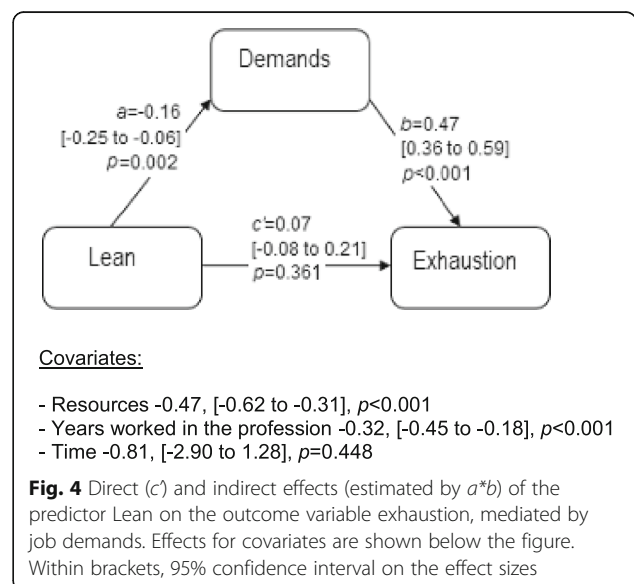 Demands
a=-0.16
[-0.25 to -0.06]
p=0.002
b=0.47
[0.36 to 0.59]
p<0.001
Lean
c'=0.07
[-0.08 to 0.21]
p=0.361
Exhaustion
Covariates:
- Resources -0.47, [-0.62 to -0.31], p<0.001
- Years worked in the profession -0.32, [-0.45 to -0.18], p<0.001
- Time -0.81, [-2.90 to 1.28], p=0.448
Fig. 4 Direct (c') and indirect effects (estimated by a*b) of the
predictor Lean on the outcome variable exhaustion, mediated by
job demands. Effects for covariates are shown below the figure.
Within brackets, 95% confidence interval on the effect sizes